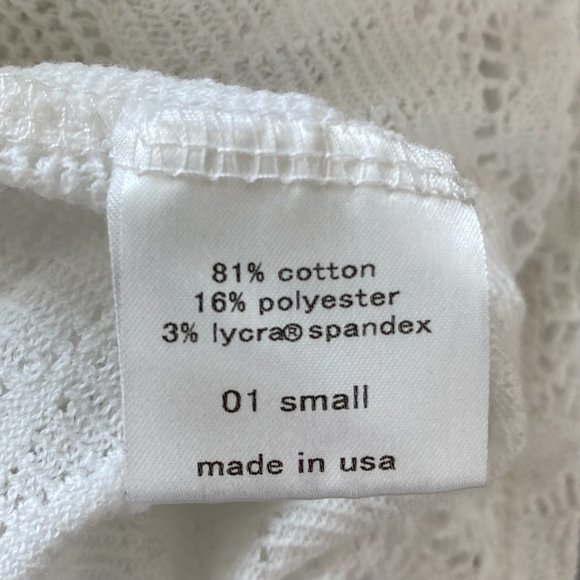 81% cotton
16% polyester
3% lycra® spandex
01 small
made in usa